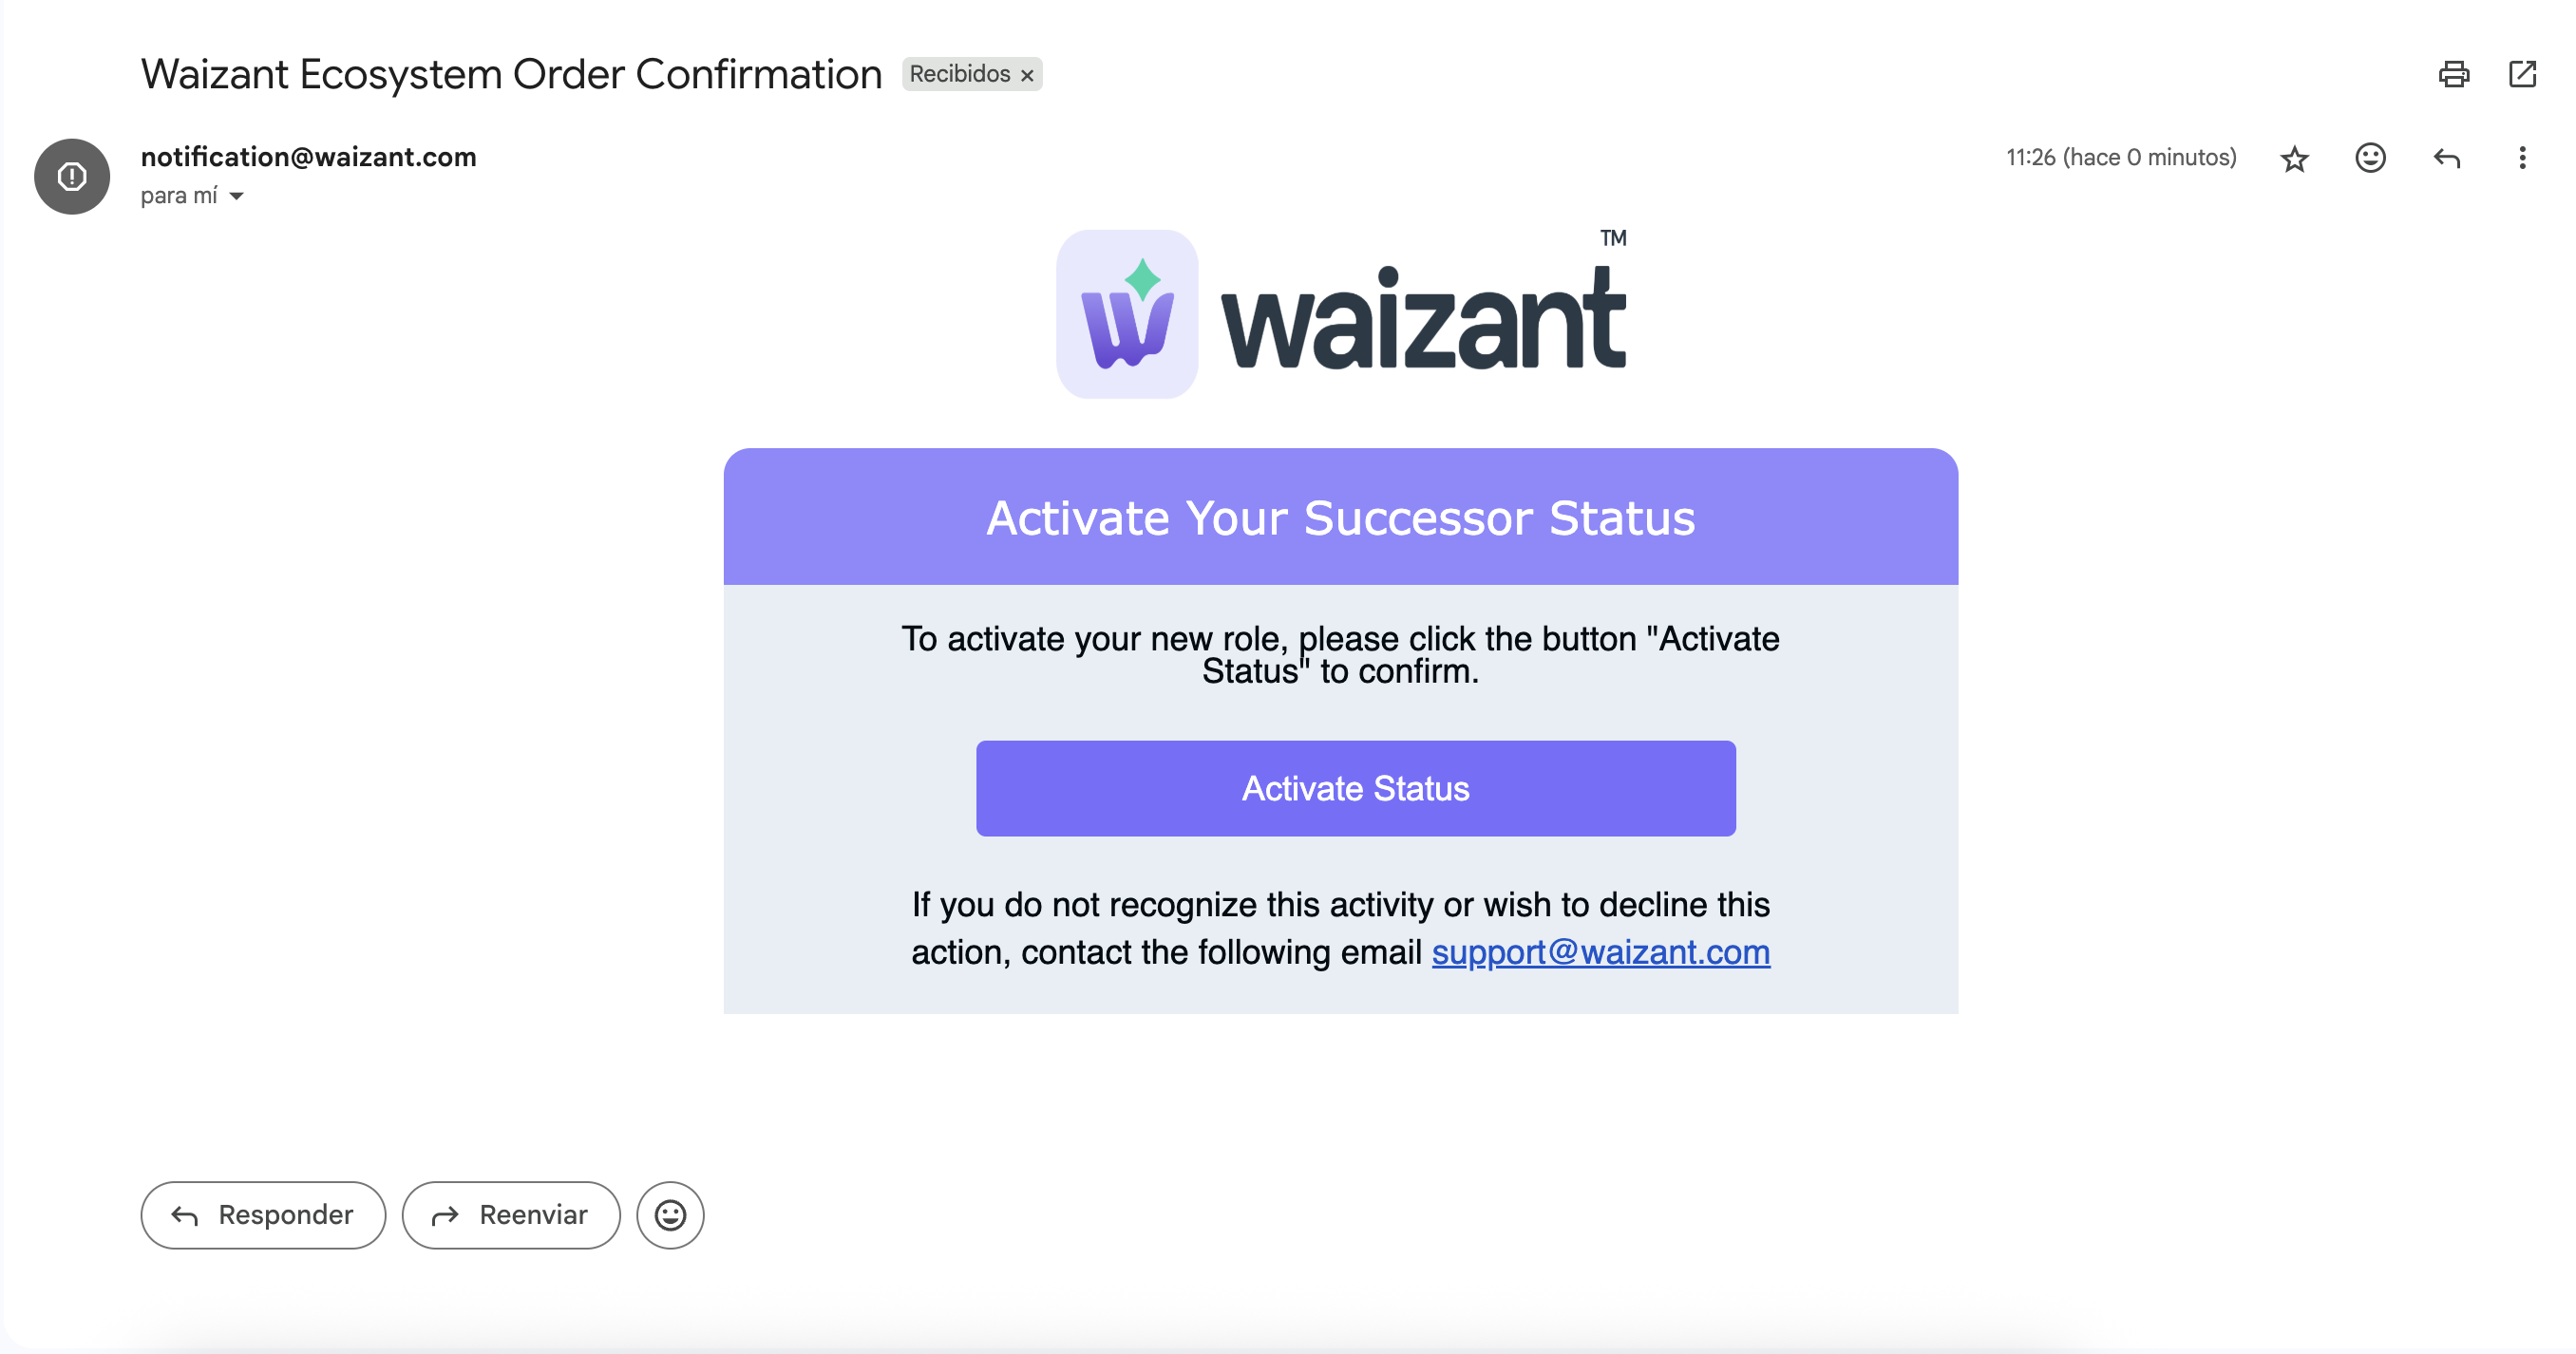 Waizant Ecosystem Order Confirmation Recibidos ×
notification@waizant.com
11:26 (hace 0 minutos)
para mí
waizant™
Activate Your Successor Status
To activate your new role, please click the button "Activate
Status" to confirm.
Activate Status
If you do not recognize this activity or wish to decline this
action, contact the following email support@waizant.com
Responder
Reenviar